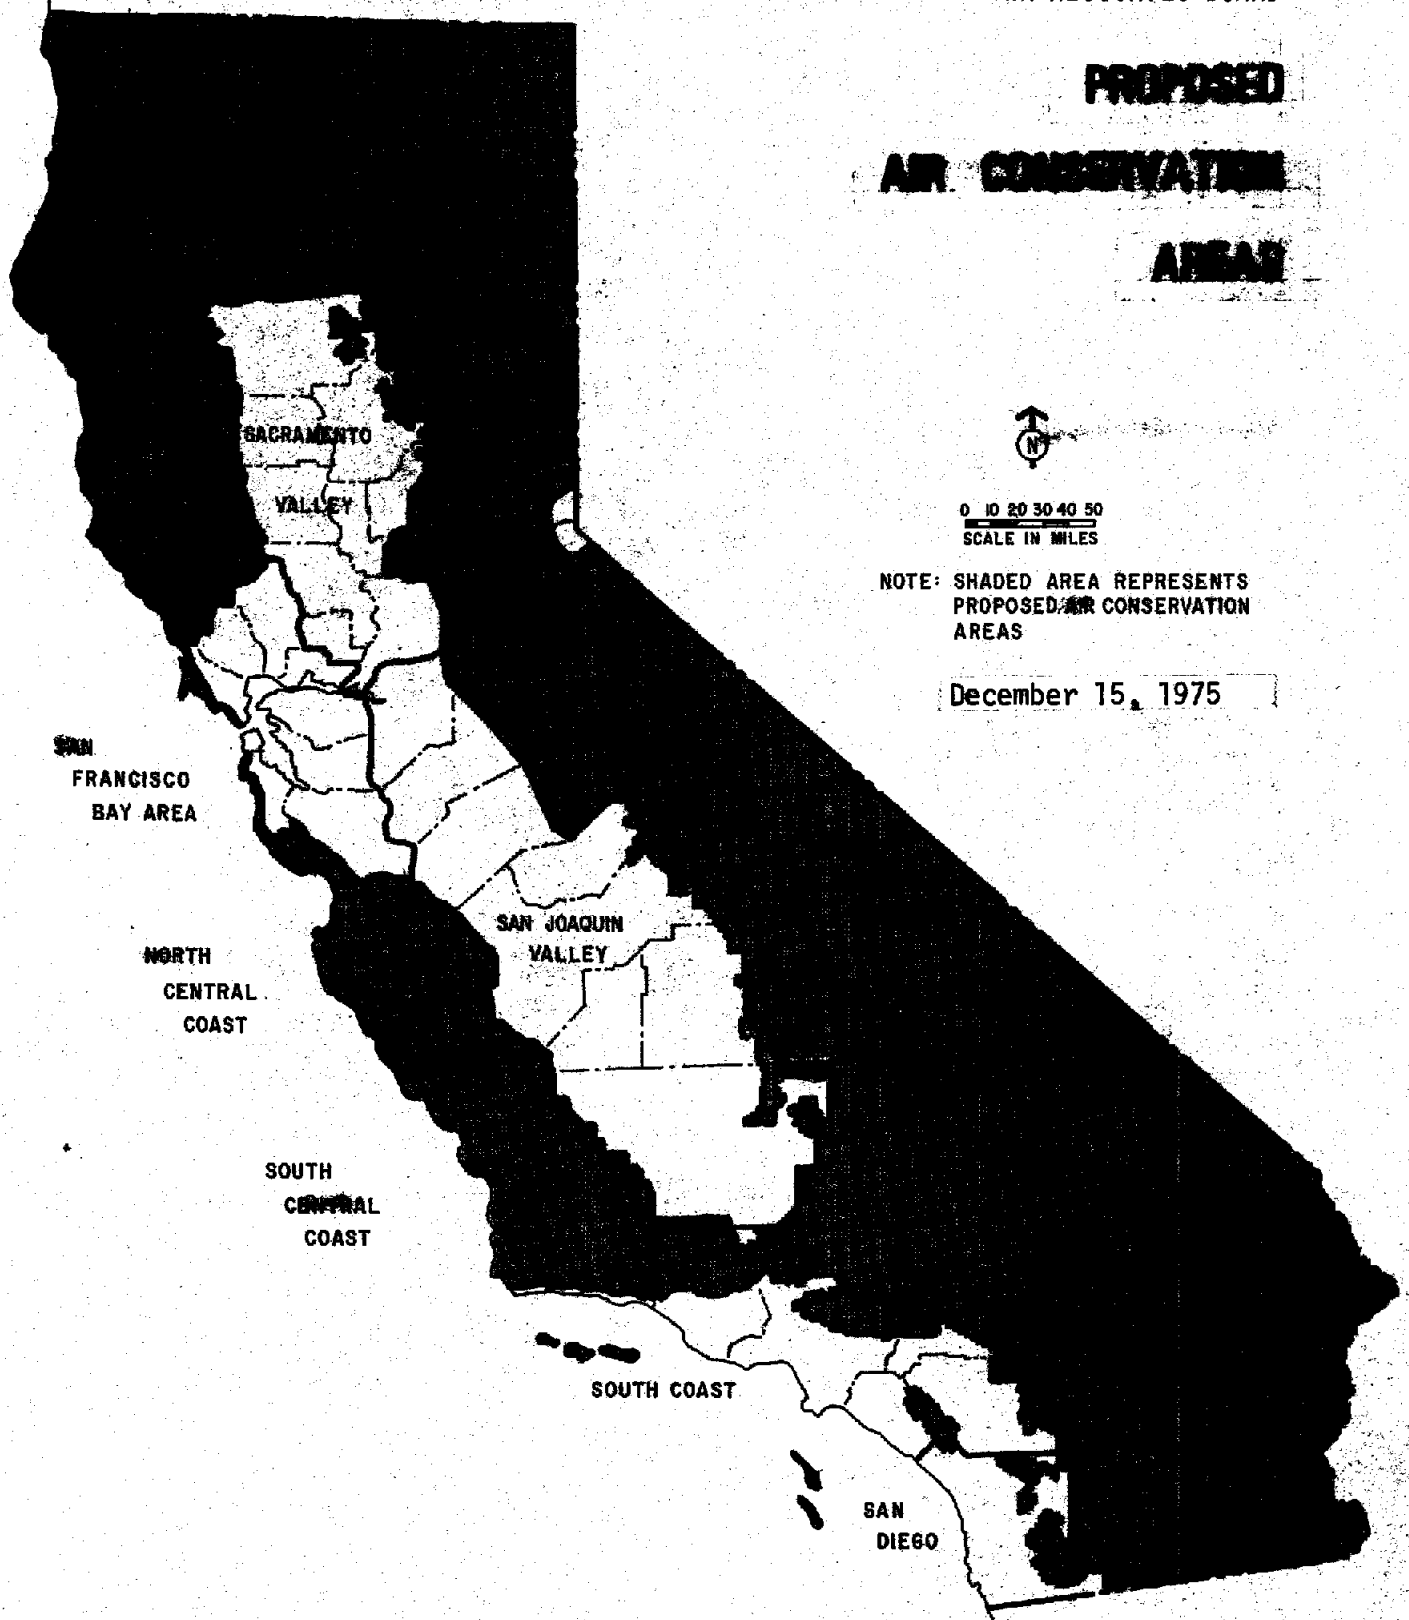 PROPOSED
AIR CONSERVATION
AREAS
N
0 10 20 30 40 50
SCALE IN MILES
NOTE: SHADED AREA REPRESENTS
PROPOSED AIR CONSERVATION
AREAS
December 15, 1975
SACRAMENTO
VALLEY
SAN
FRANCISCO
BAY AREA
SAN JOAQUIN
VALLEY
NORTH
CENTRAL
COAST
SOUTH
CENTRAL
COAST
SOUTH COAST
SAN
DIEGO